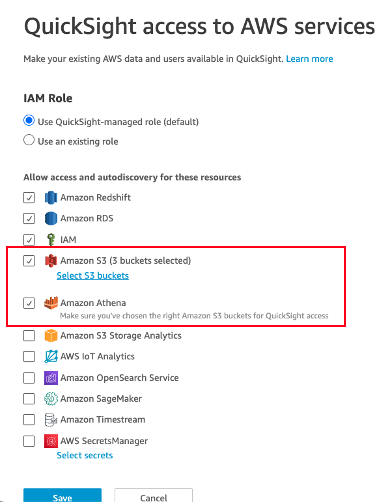 QuickSight access to AWS services
Make your existing AWS data and users available in QuickSight. Learn more
IAM Role
Use QuickSight-managed role (default)
Use an existing role
Allow access and autodiscovery for these resources
Amazon Redshift
Amazon RDS
IAM
Amazon S3 (3 buckets selected)
Select S3 buckets
Amazon Athena
Make sure you've chosen the right Amazon S3 buckets for QuickSight access
Amazon S3 Storage Analytics
AWS IoT Analytics
Amazon OpenSearch Service
Amazon SageMaker
Amazon Timestream
AWS SecretsManager
Select secrets
Save Cancel